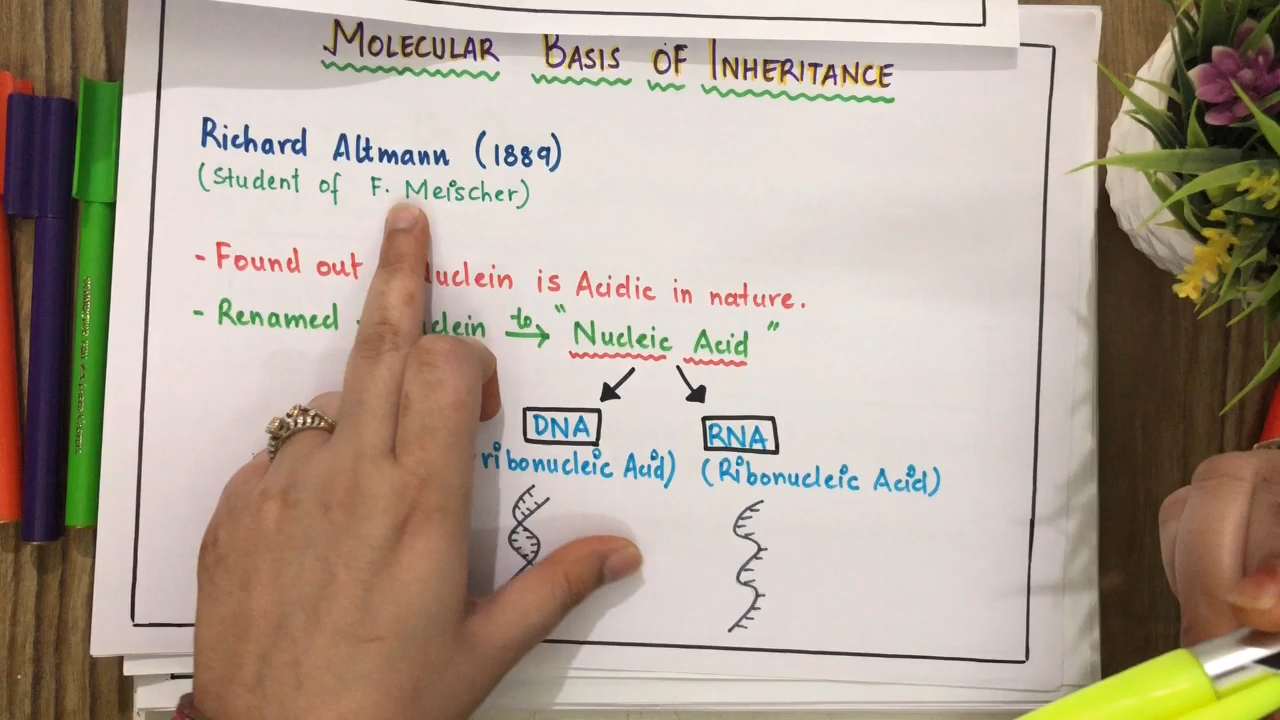 MOLECULAR BASIS OF INHERITANCE
Richard Altmann (1889)
(Student of F. Meischer)
- Found out Nuclein is Acidic in nature.
- Renamed to "Nucleic Acid"
DNA RNA
ribonucleic Acid) (Ribonucleic Acid)